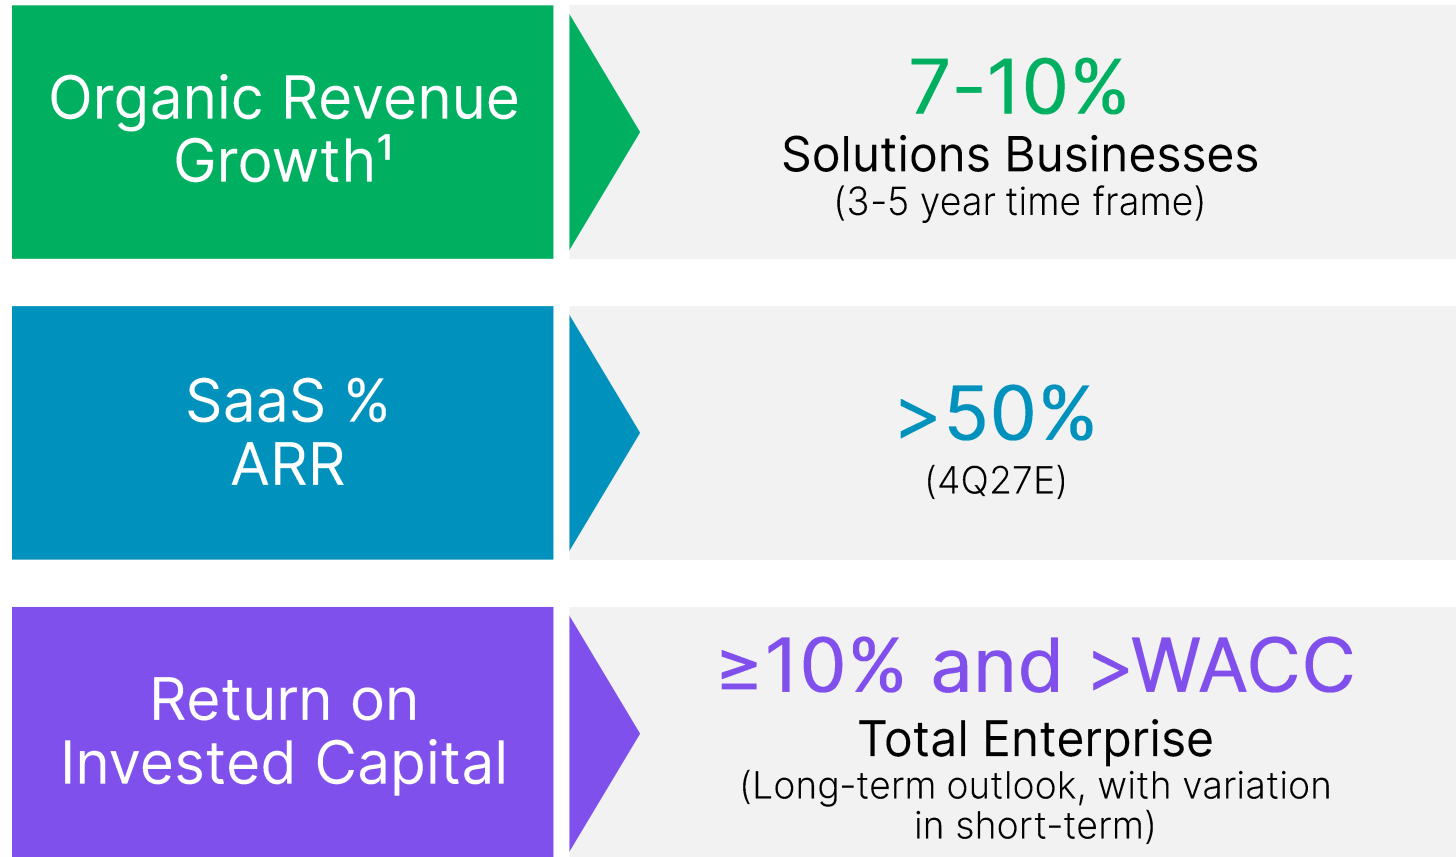 Organic Revenue
Growth¹
7-10%
Solutions Businesses
(3-5 year time frame)
SaaS %
ARR
>50%
(4Q27E)
Return on
Invested Capital
≥10% and >WACC
Total Enterprise
(Long-term outlook, with variation
in short-term)